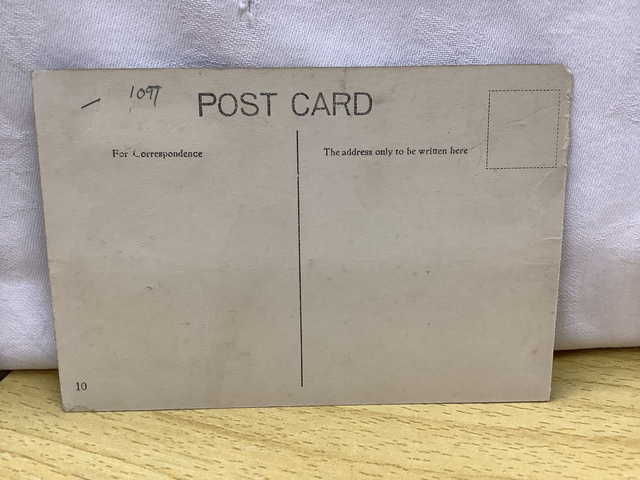 1097
POST CARD
For Correspondence
The address only to be written here
10